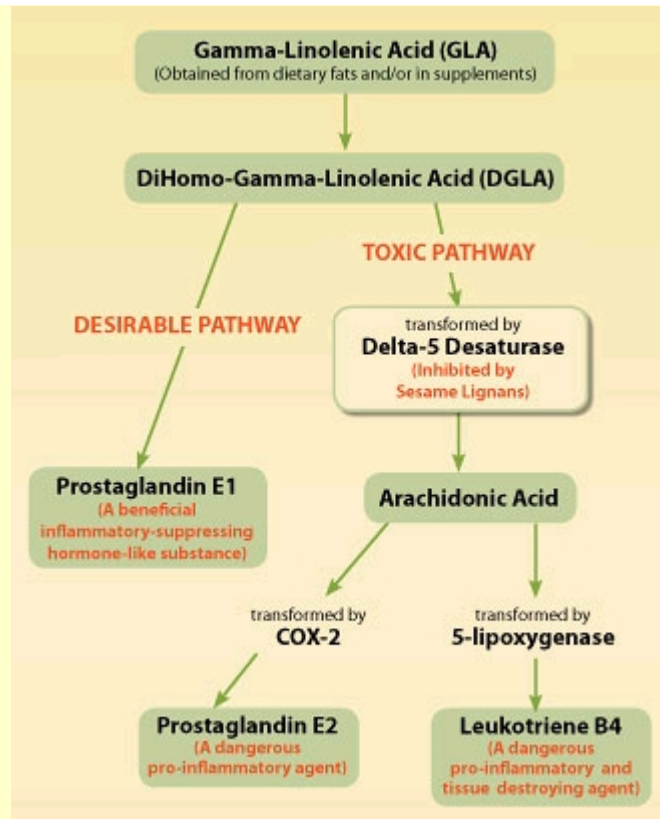 Gamma-Linolenic Acid (GLA)
(Obtained from dietary fats and/or in supplements)
DiHomo-Gamma-Linolenic Acid (DGLA)
TOXIC PATHWAY
DESIRABLE PATHWAY
transformed by
Delta-5 Desaturase
(Inhibited by
Sesame Lignans)
Prostaglandin E1
(A beneficial
inflammatory-suppressing
hormone-like substance)
Arachidonic Acid
transformed by
COX-2
transformed by
5-lipoxygenase
Prostaglandin E2
(A dangerous
pro-inflammatory agent)
Leukotriene B4
(A dangerous
pro-inflammatory and
tissue destroying agent)